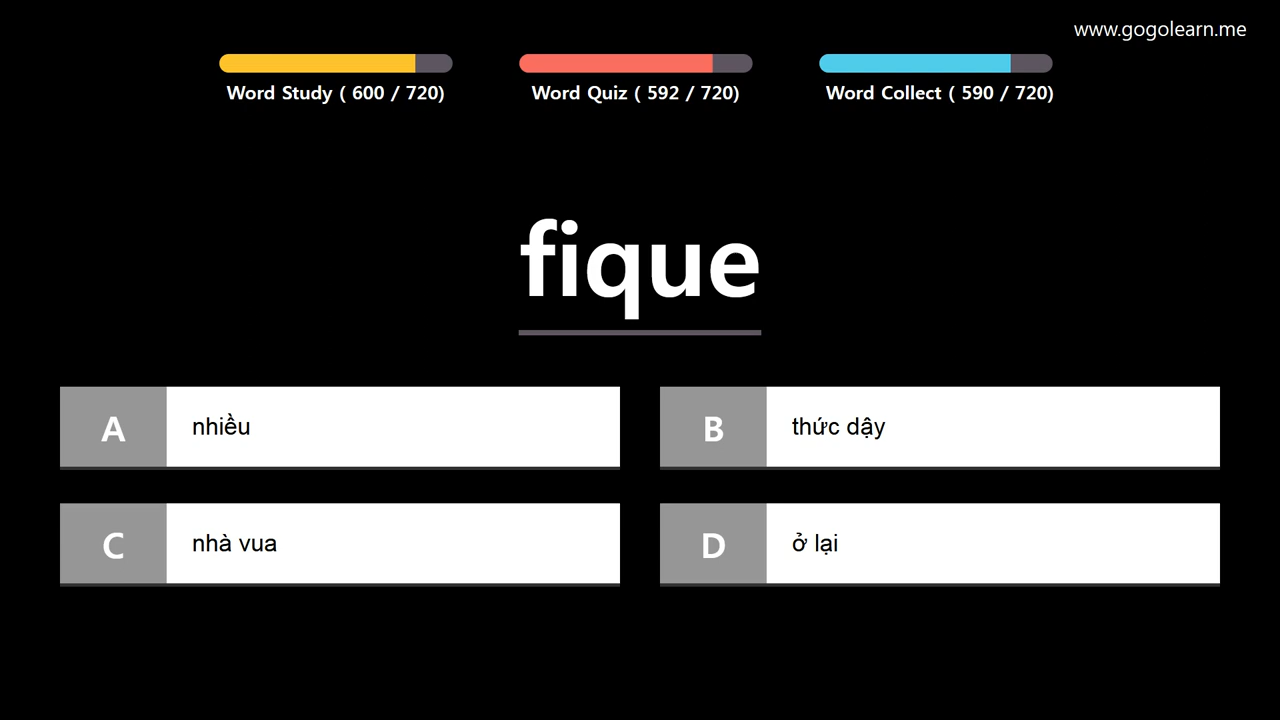 www.gogolearn.me
Word Study ( 600 / 720)
Word Quiz ( 592 / 720)
Word Collect ( 590 / 720)
fique
A nhiều
B thức dậy
C nhà vua
D ở lại